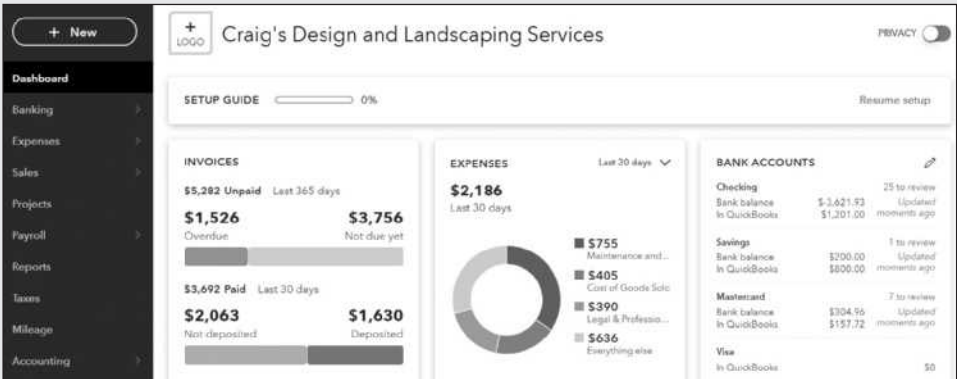 + New
Dashboard
Banking
Expenses
Sales
Projects
Payroll
Reports
Taxes
Mileage
Accounting
+
LOGO
Craig's Design and Landscaping Services
PRIVACY
SETUP GUIDE 0%
Resume setup
INVOICES
$5,282 Unpaid Last 365 days
$1,526 $3,756
Overdue Not due yet
$3,692 Paid Last 30 days
$2,063 $1,630
Not deposited Deposited
EXPENSES Last 30 days
$2,186
Last 30 days
$755
Maintenance and...
$405
Cost of Goods Sold
$390
Legal & Professio...
$636
Everything else
BANK ACCOUNTS
Checking 25 to review
Bank balance $-3,621.93 Updated
In QuickBooks $1,201.00 moments ago
Savings 1 to review
Bank balance $200.00 Updated
In QuickBooks $800.00 moments ago
Mastercard 7 to review
Bank balance $304.96 Updated
In QuickBooks $157.72 moments ago
Visa
In QuickBooks $0